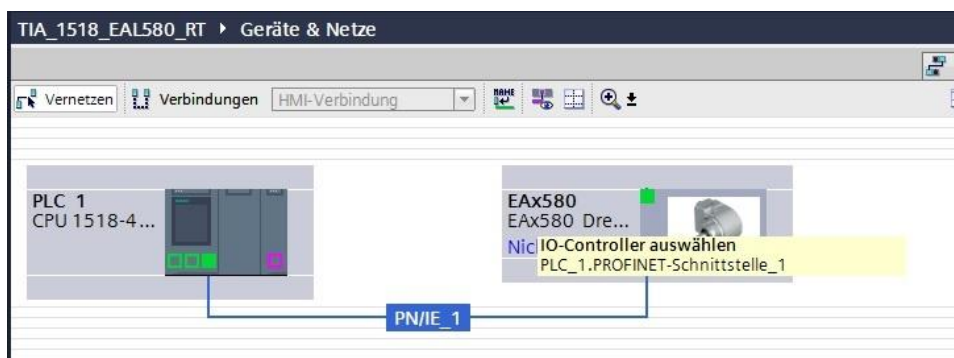 TIA_1518_EAL580_RT ▸ Geräte & Netze
Vernetzen Verbindungen HMI-Verbindung
PLC_1
CPU 1518-4...
EAx580
EAx580 Dre...
Nic
IO-Controller auswählen
PLC_1.PROFINET-Schnittstelle_1
PN/IE_1